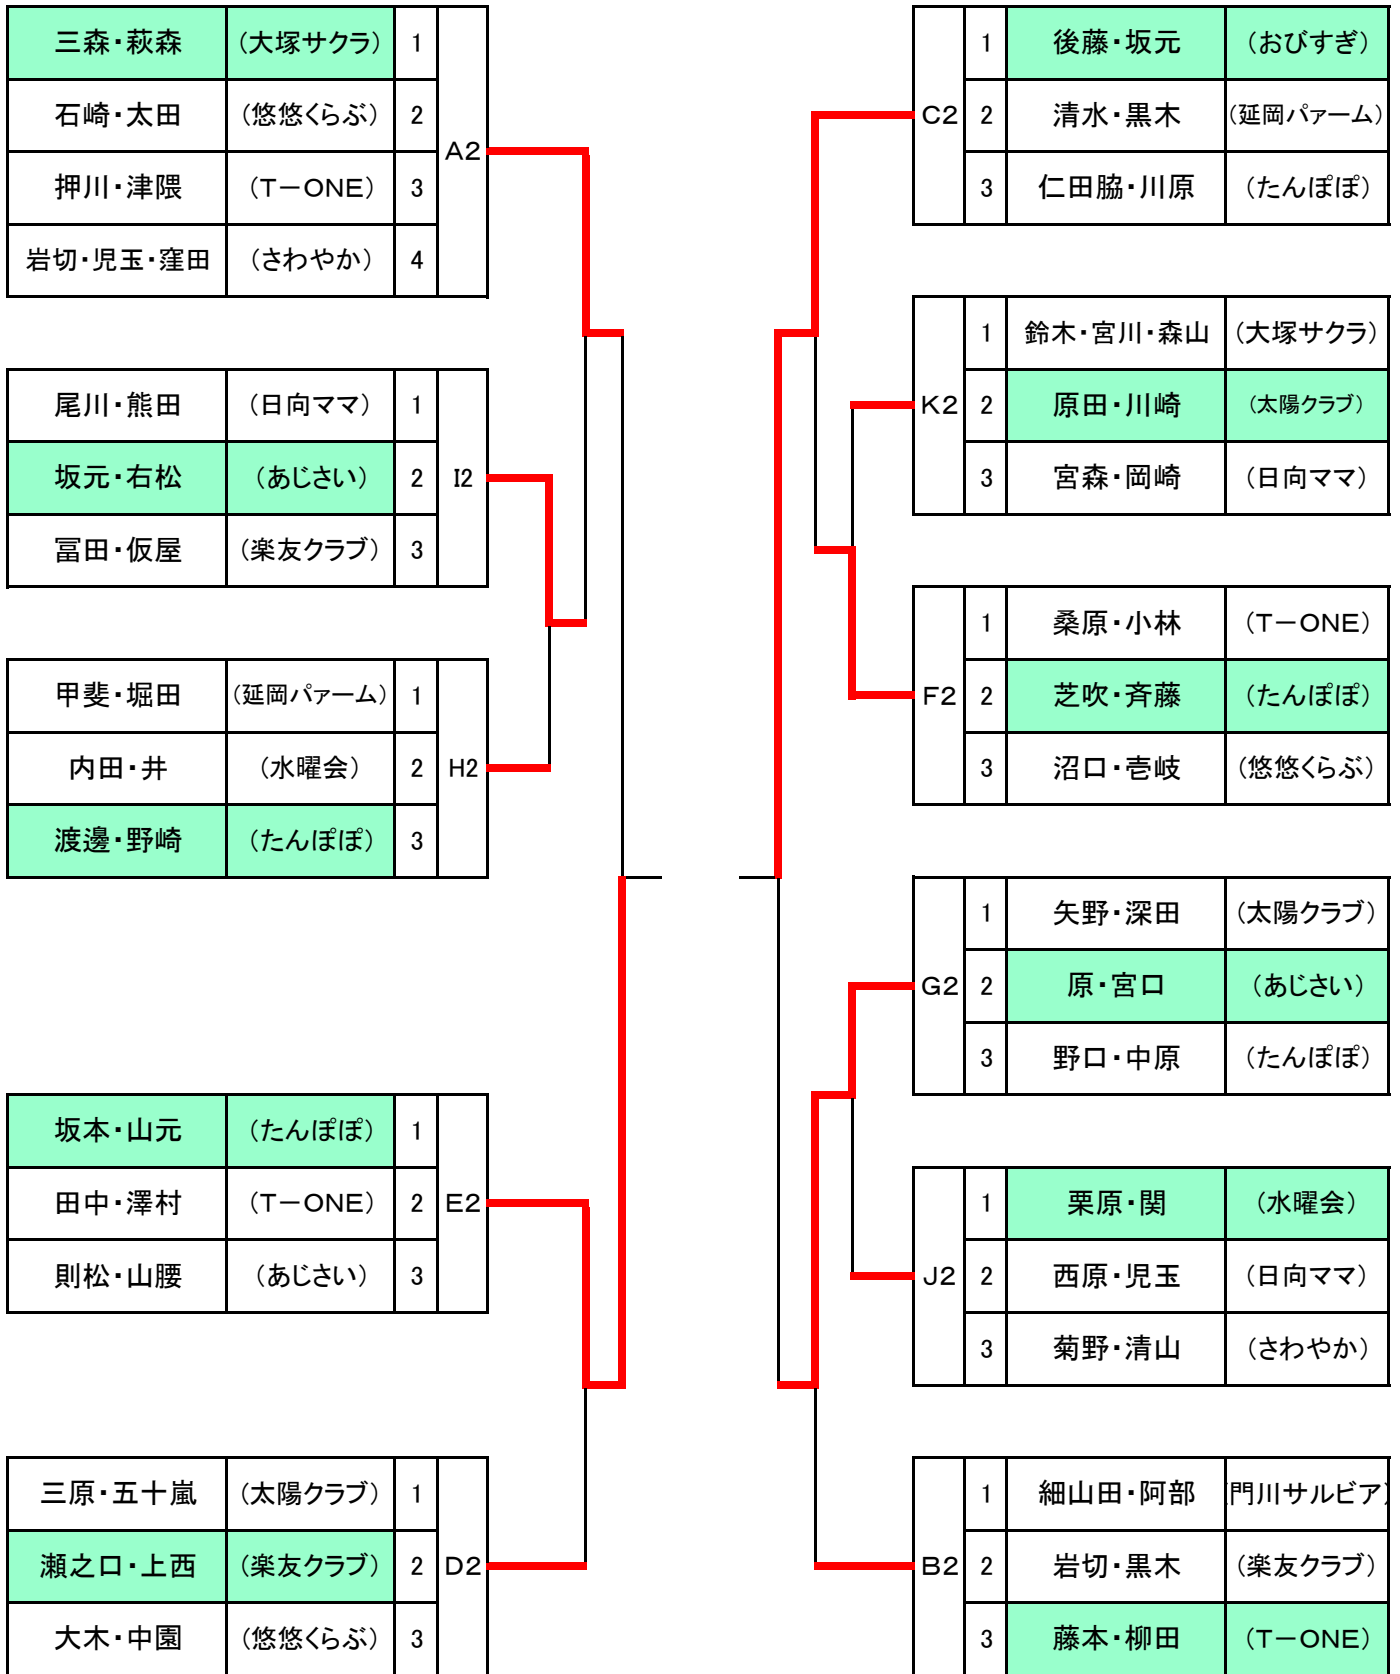 三森・萩森 (大塚サクラ) 1
石崎・太田 (悠悠くらぶ) 2
A2
押川・津隈 (T－ONE) 3
岩切・児玉・窪田 (さわやか) 4
尾川・熊田 (日向ママ) 1
坂元・右松 (あじさい) 2 I2
冨田・仮屋 (楽友クラブ) 3
甲斐・堀田 (延岡パァーム) 1
内田・井 (水曜会) 2 H2
渡邊・野崎 (たんぽぽ) 3
坂本・山元 (たんぽぽ) 1
田中・澤村 (T－ONE) 2 E2
則松・山腰 (あじさい) 3
三原・五十嵐 (太陽クラブ) 1
瀬之口・上西 (楽友クラブ) 2 D2
大木・中園 (悠悠くらぶ) 3
1 後藤・坂元 (おびすぎ)
C2 2 清水・黒木 (延岡パァーム)
3 仁田脇・川原 (たんぽぽ)
1 鈴木・宮川・森山 (大塚サクラ)
K2 2 原田・川崎 (太陽クラブ)
3 宮森・岡崎 (日向ママ)
1 桑原・小林 (T－ONE)
F2 2 芝吹・斉藤 (たんぽぽ)
3 沼口・壱岐 (悠悠くらぶ)
1 矢野・深田 (太陽クラブ)
G2 2 原・宮口 (あじさい)
3 野口・中原 (たんぽぽ)
1 栗原・関 (水曜会)
J2 2 西原・児玉 (日向ママ)
3 菊野・清山 (さわやか)
1 細山田・阿部 (門川サルビア)
B2 2 岩切・黒木 (楽友クラブ)
3 藤本・柳田 (T－ONE)